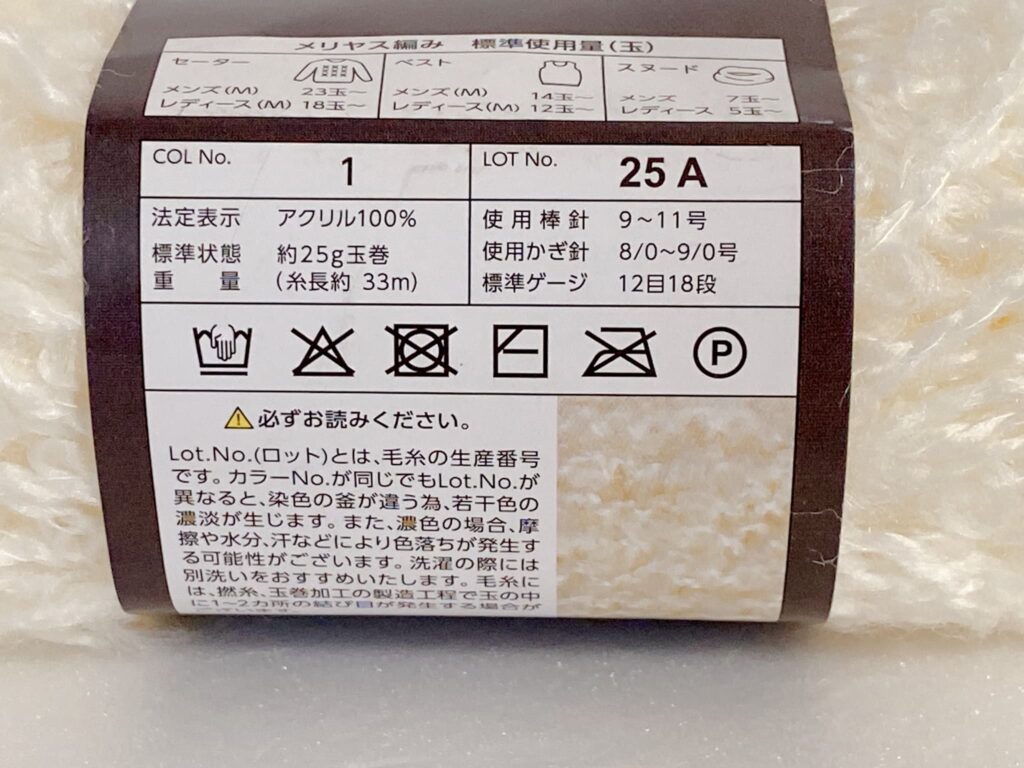 メリヤス編み 標準使用量(玉)
セーター
メンズ(M) 23玉~
レディース(M) 18玉~
ベスト
メンズ(M) 14玉~
レディース(M) 12玉~
スヌード
メンズ 7玉~
レディース 5玉~
COL No. 1
LOT No. 25 A
法定表示 アクリル100%
標準状態 約25g玉巻
重量 (糸長約 33m)
使用棒針 9~11号
使用かぎ針 8/0~9/0号
標準ゲージ 12目18段
P
必ずお読みください。
Lot.No.(ロット)とは、毛糸の生産番号
です。カラーNo.が同じでもLot.No.が
異なると、染色の釜が違う為、若干色の
濃淡が生じます。また、濃色の場合、摩
擦や水分、汗などにより色落ちが発生す
る可能性がございます。洗濯の際には
別洗いをおすすめいたします。毛糸に
は、撚糸、玉巻加工の製造工程で玉の中
に1~2カ所の結び目が発生する場合が